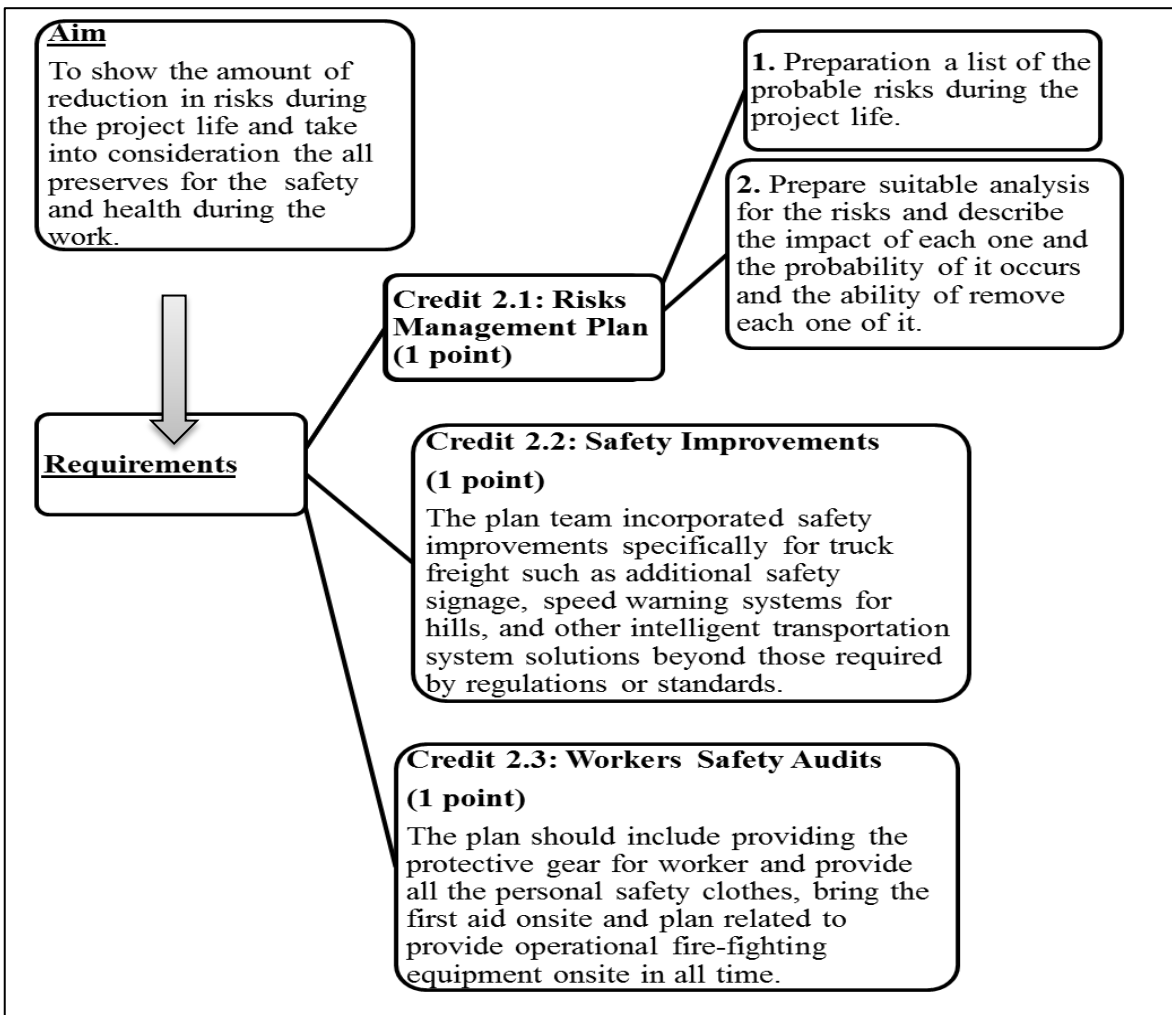 Aim
To show the amount of
reduction in risks during
the project life and take
into consideration the all
preserves for the safety
and health during the
work.
Requirements
Credit 2.1: Risks
Management Plan
(1 point)
1. Preparation a list of the
probable risks during the
project life.
2. Prepare suitable analysis
for the risks and describe
the impact of each one and
the probability of it occurs
and the ability of remove
each one of it.
Credit 2.2: Safety Improvements
(1 point)
The plan team incorporated safety
improvements specifically for truck
freight such as additional safety
signage, speed warning systems for
hills, and other intelligent transportation
system solutions beyond those required
by regulations or standards.
Credit 2.3: Workers Safety Audits
(1 point)
The plan should include providing the
protective gear for worker and provide
all the personal safety clothes, bring the
first aid onsite and plan related to
provide operational fire-fighting
equipment onsite in all time.